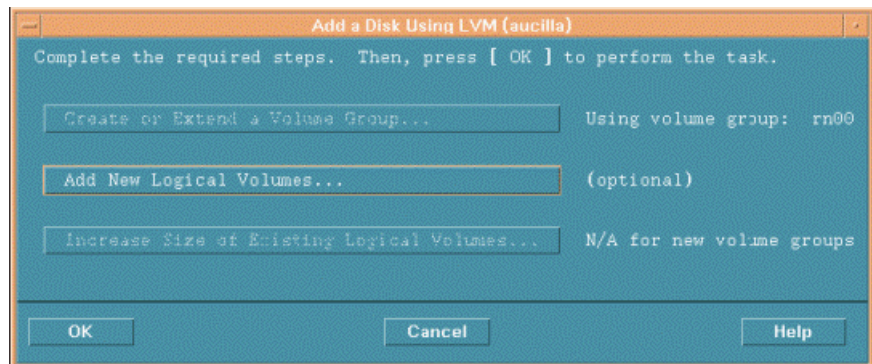 Add a Disk Using LVM (aucilla)
Complete the required steps. Then, press [ OK ] to perform the task.
Create or Extend a Volume Group... Using volume group: rn00
Add New Logical Volumes... (optional)
Increase Size of Existing Logical Volumes... N/A for new volume groups
OK Cancel Help